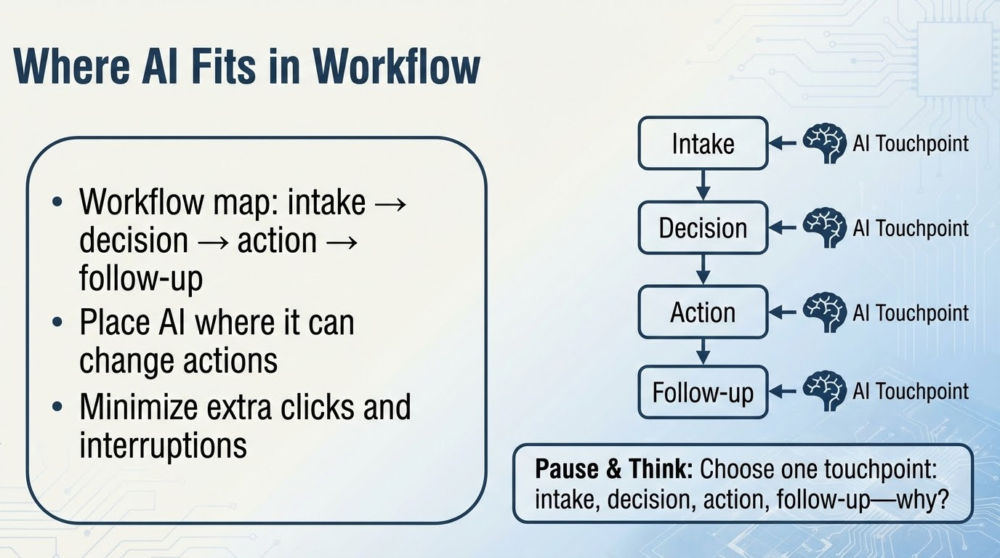 Where AI Fits in Workflow
• Workflow map: intake →
decision → action →
follow-up
• Place AI where it can
change actions
• Minimize extra clicks and
interruptions
Intake
AI Touchpoint
Decision
AI Touchpoint
Action
AI Touchpoint
Follow-up
AI Touchpoint
Pause & Think: Choose one touchpoint:
intake, decision, action, follow-up—why?